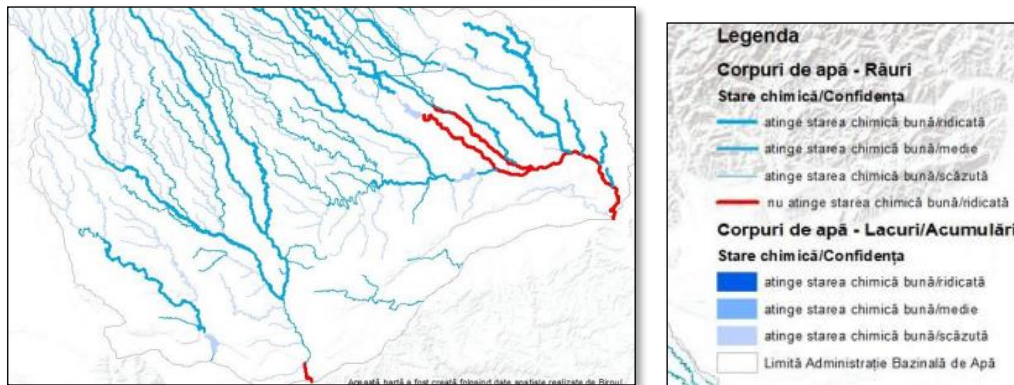 Legenda
Corpuri de apă - Râuri
Stare chimică/Confidența
atinge starea chimică bună/ridicată
atinge starea chimică bună/medie
atinge starea chimică bună/scăzută
nu atinge starea chimică bună/ridicată
Corpuri de apă - Lacuri/Acumulări
Stare chimică/Confidența
atinge starea chimică bună/ridicată
atinge starea chimică bună/medie
atinge starea chimică bună/scăzută
Limită Administrație Bazinală de Apă
Această hartă a fost creată folosind date spațiale realizate de Biroul